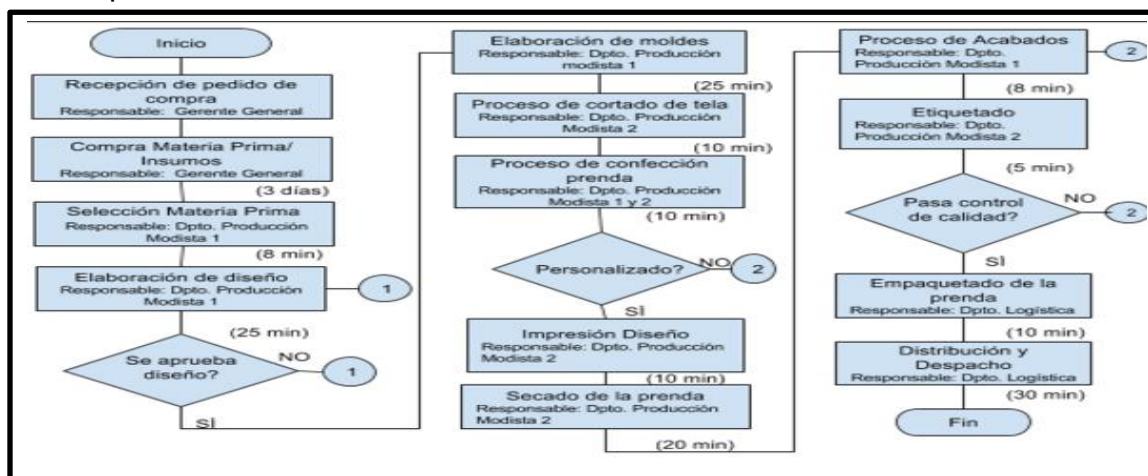 Inicio
Recepción de pedido de
compra
Responsable: Gerente General
Compra Materia Prima/
Insumos
Responsable: Gerente General
(3 días)
Selección Materia Prima
Responsable: Dpto. Producción
Modista 1
(8 min)
Elaboración de diseño
Responsable: Dpto. Producción
Modista 1
1
(25 min)
Se aprueba
diseño?
NO
1
SÌ
Elaboración de moldes
Responsable: Dpto. Producción
modista 1
(25 min)
Proceso de cortado de tela
Responsable: Dpto. Producción
Modista 2
(10 min)
Proceso de confección
prenda
Responsable: Dpto. Producción
Modista 1 y 2
(10 min)
Personalizado?
NO
2
SÌ
Impresión Diseño
Responsable: Dpto. Producción
Modista 2
(10 min)
Secado de la prenda
Responsable: Dpto. Producción
Modista 2
(20 min)
Proceso de Acabados
Responsable: Dpto.
Producción Modista 1
2
(8 min)
Etiquetado
Responsable: Dpto.
Producción Modista 2
(5 min)
Pasa control
de calidad?
NO
2
SÌ
Empaquetado de la
prenda
Responsable: Dpto. Logística
(10 min)
Distribución y
Despacho
Responsable: Dpto. Logística
(30 min)
Fin